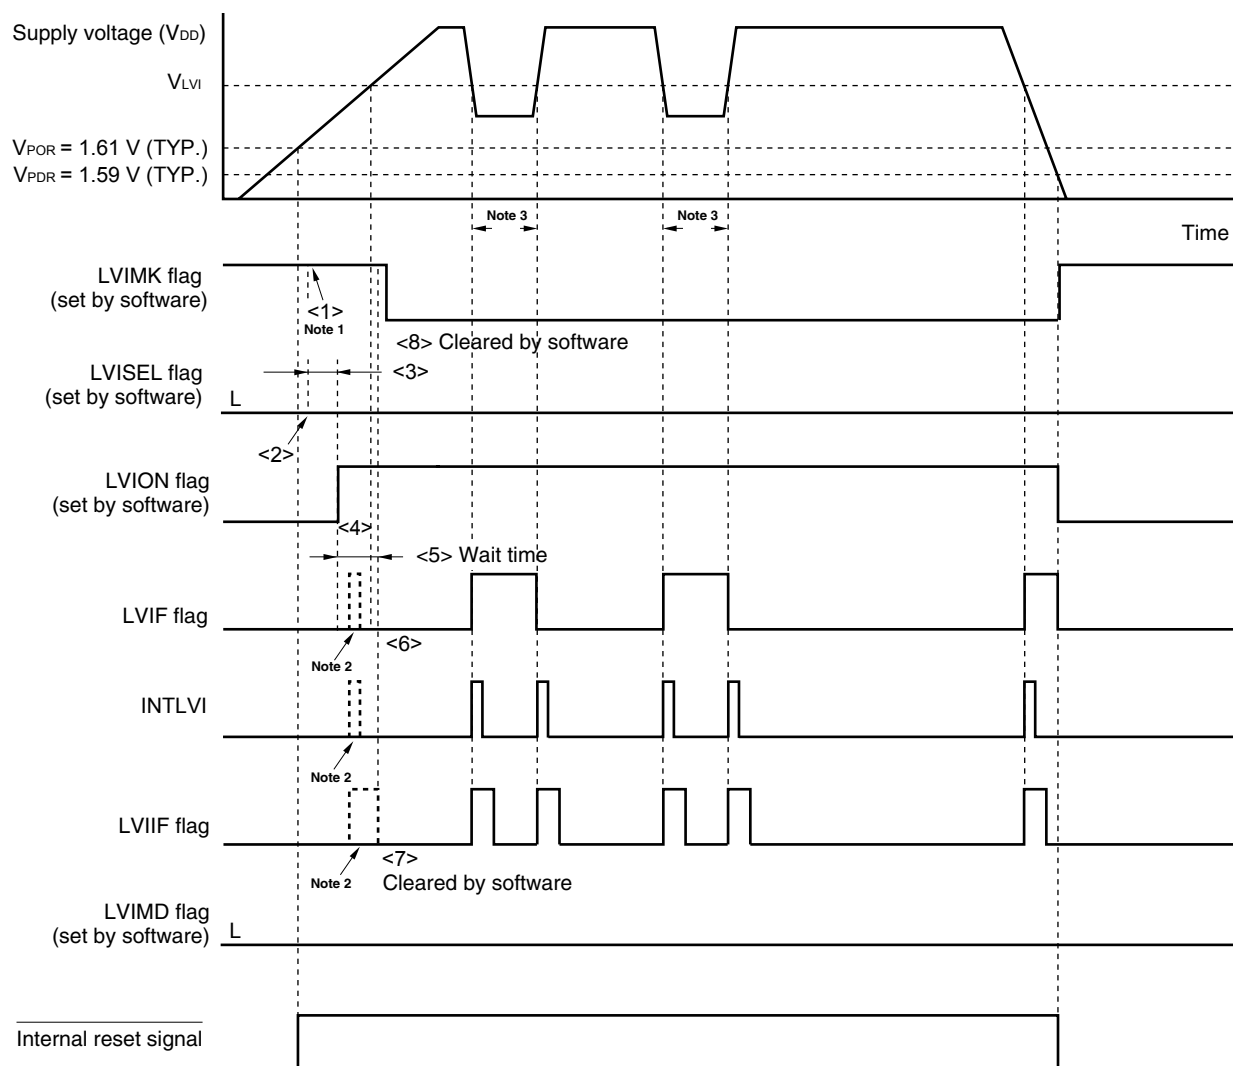 Supply voltage (VDD)
VLVI
VPOR = 1.61 V (TYP.)
VPDR = 1.59 V (TYP.)
Note 3
Note 3
Time
LVIMK flag
(set by software)
<1>
Note 1
<8> Cleared by software
LVISEL flag
(set by software)
L
<3>
<2>
LVION flag
(set by software)
<4>
<5> Wait time
LVIF flag
Note 2
<6>
INTLVI
Note 2
LVIIF flag
Note 2
<7>
Cleared by software
LVIMD flag
(set by software)
L
Internal reset signal